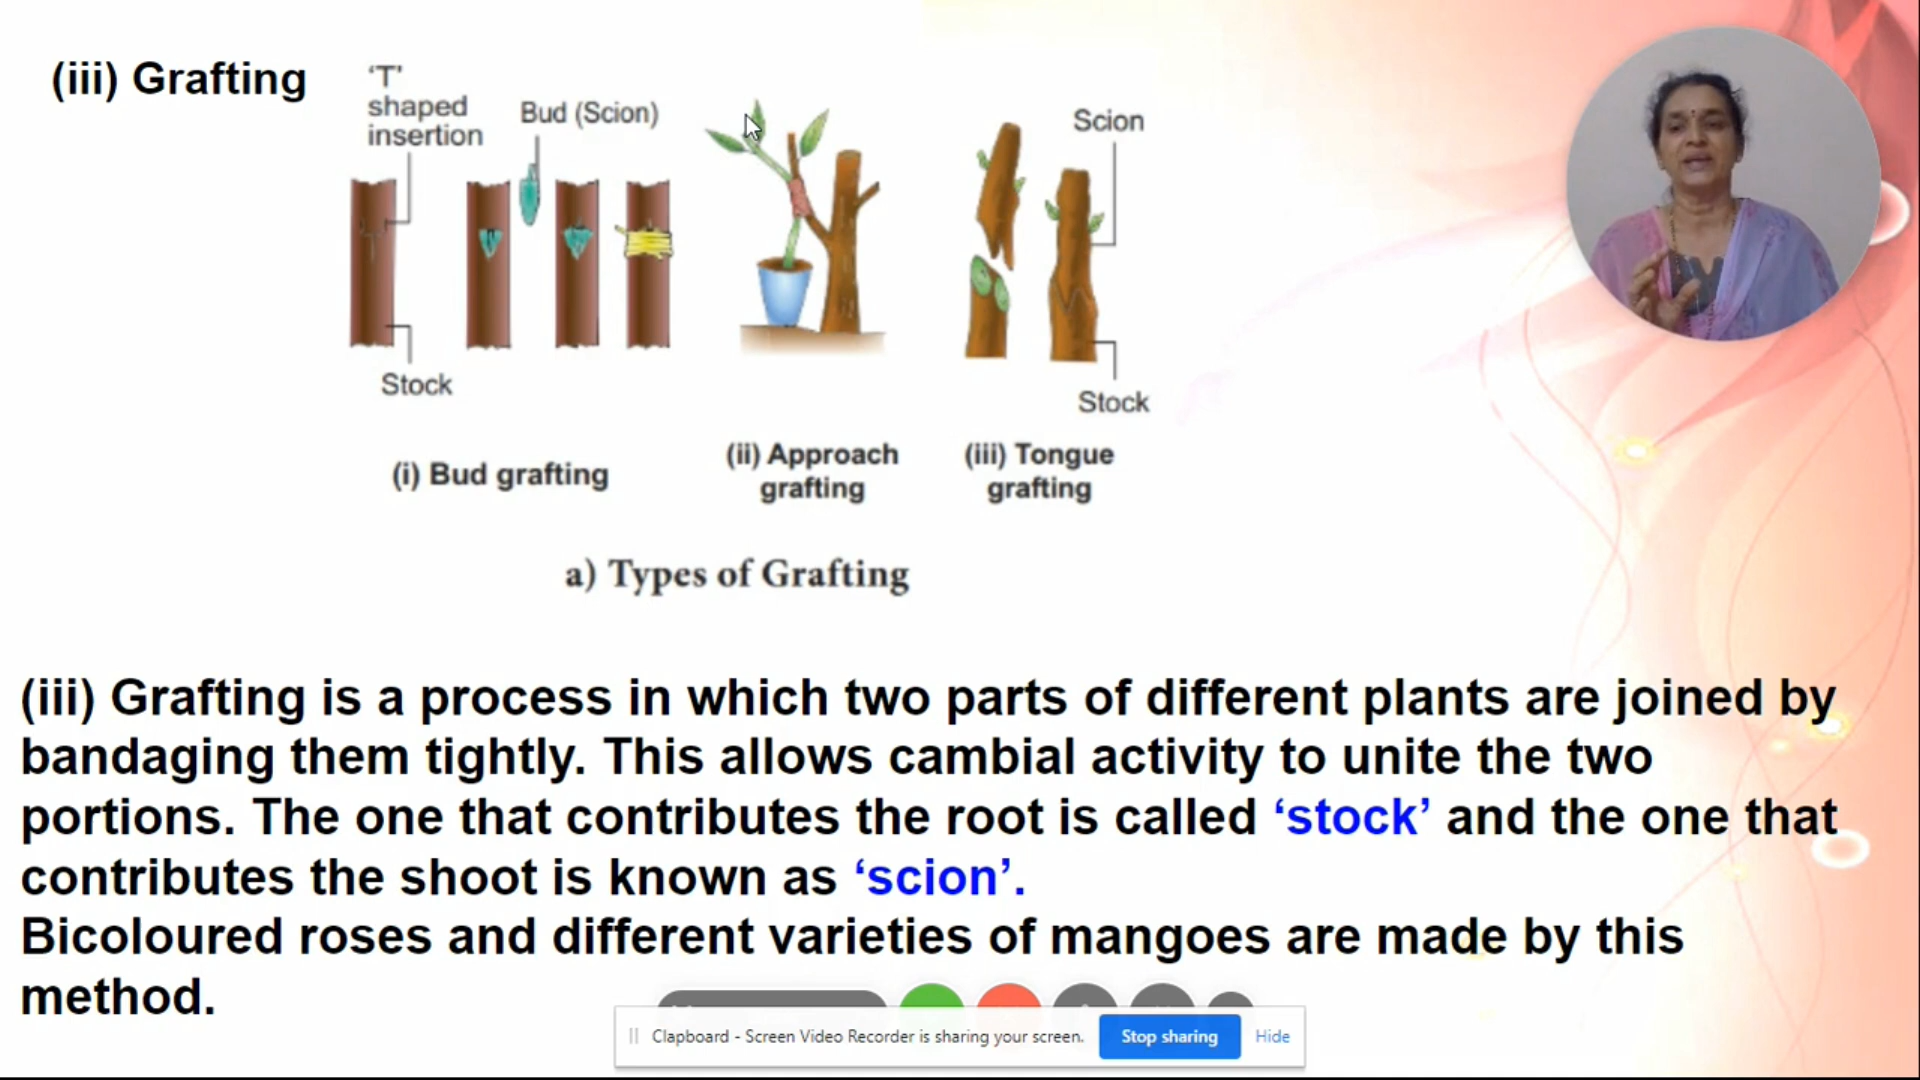 (iii) Grafting
‘T’
shaped
insertion
Bud (Scion)
Scion
Stock
Stock
(i) Bud grafting
(ii) Approach
grafting
(iii) Tongue
grafting
a) Types of Grafting
(iii) Grafting is a process in which two parts of different plants are joined by
bandaging them tightly. This allows cambial activity to unite the two
portions. The one that contributes the root is called ‘stock’ and the one that
contributes the shoot is known as ‘scion’.
Bicoloured roses and different varieties of mangoes are made by this
method.
Clapboard - Screen Video Recorder is sharing your screen.
Stop sharing
Hide